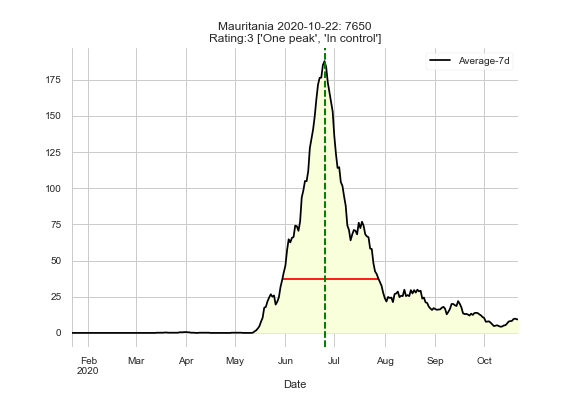 Mauritania 2020-10-22: 7650
Rating:3 ['One peak', 'In control']
Average-7d
175
150
125
100
75
50
25
0
Feb Mar Apr May Jun Jul Aug Sep Oct
2020
Date